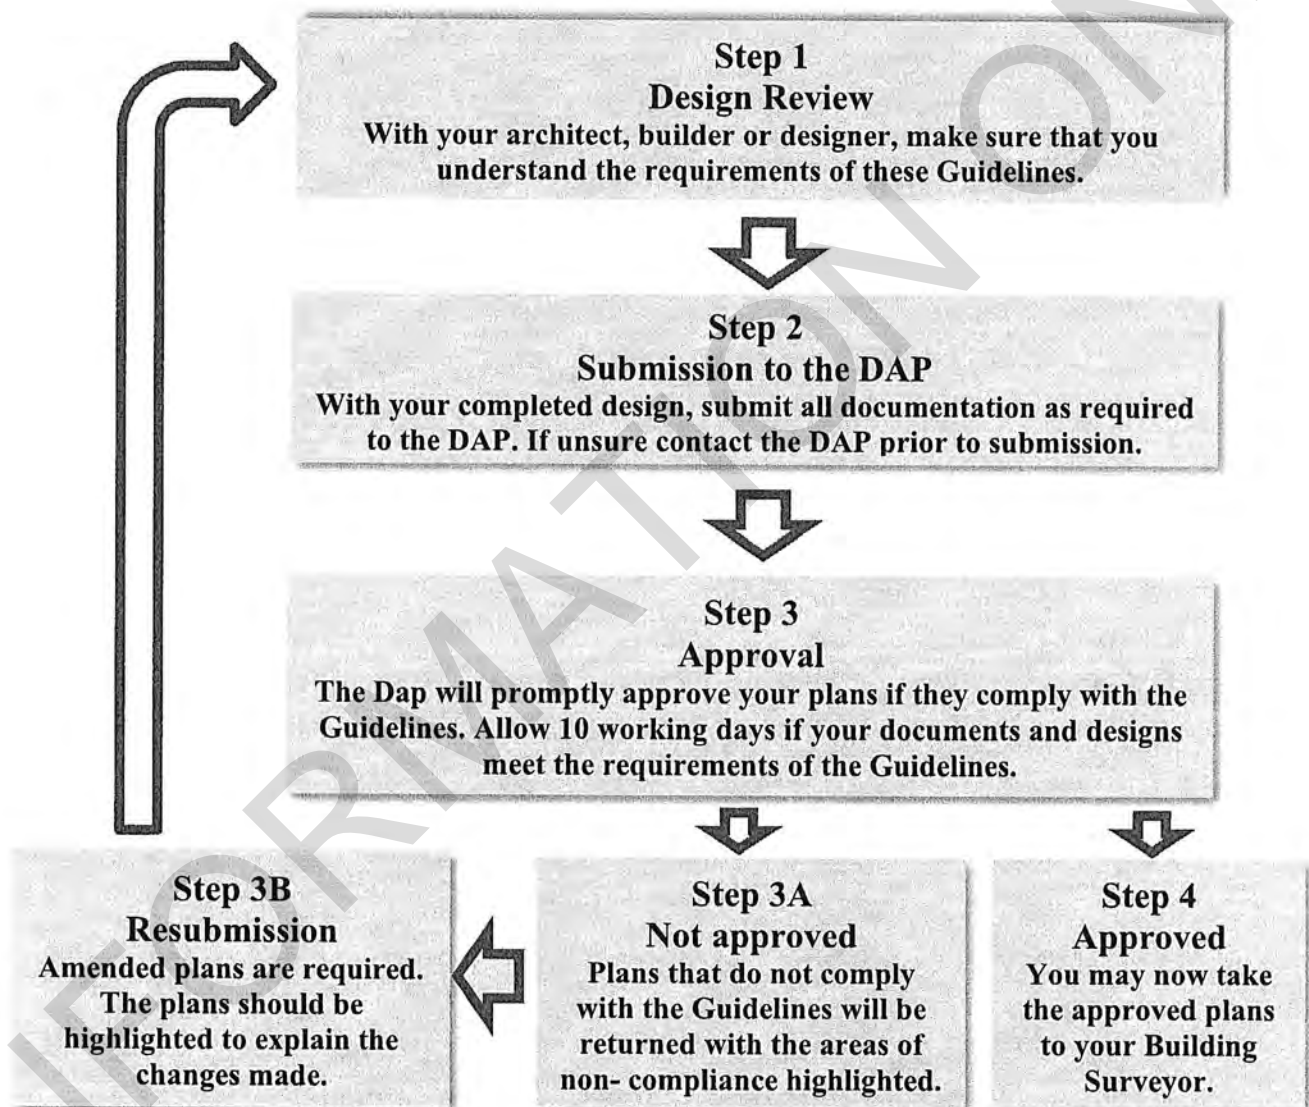 Step 1
Design Review
With your architect, builder or designer, make sure that you
understand the requirements of these Guidelines.
Step 2
Submission to the DAP
With your completed design, submit all documentation as required
to the DAP. If unsure contact the DAP prior to submission.
Step 3
Approval
The Dap will promptly approve your plans if they comply with the
Guidelines. Allow 10 working days if your documents and designs
meet the requirements of the Guidelines.
Step 3B
Resubmission
Amended plans are required.
The plans should be
highlighted to explain the
changes made.
Step 3A
Not approved
Plans that do not comply
with the Guidelines will be
returned with the areas of
non- compliance highlighted.
Step 4
Approved
You may now take
the approved plans
to your Building
Surveyor.
FORMATION ON